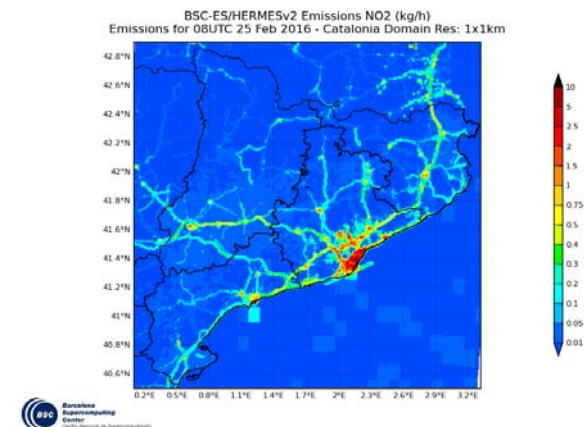 BSC-ES/HERMESv2 Emissions NO2 (kg/h)
Emissions for 08UTC 25 Feb 2016 - Catalonia Domain Res: 1x1km
42.8°N
42.6°N
42.4°N
42.2°N
42°N
41.8°N
41.6°N
41.4°N
41.2°N
41°N
40.8°N
40.6°N
0.2°E 0.5°E 0.8°E 1.1°E 1.4°E 1.7°E 2°E 2.3°E 2.6°E 2.9°E 3.2°E
10
5
2.5
2
1.5
1
0.75
0.5
0.4
0.3
0.2
0.1
0.05
0.01
BSC
Barcelona
Supercomputing
Center
Centro Nacional de Supercomputación